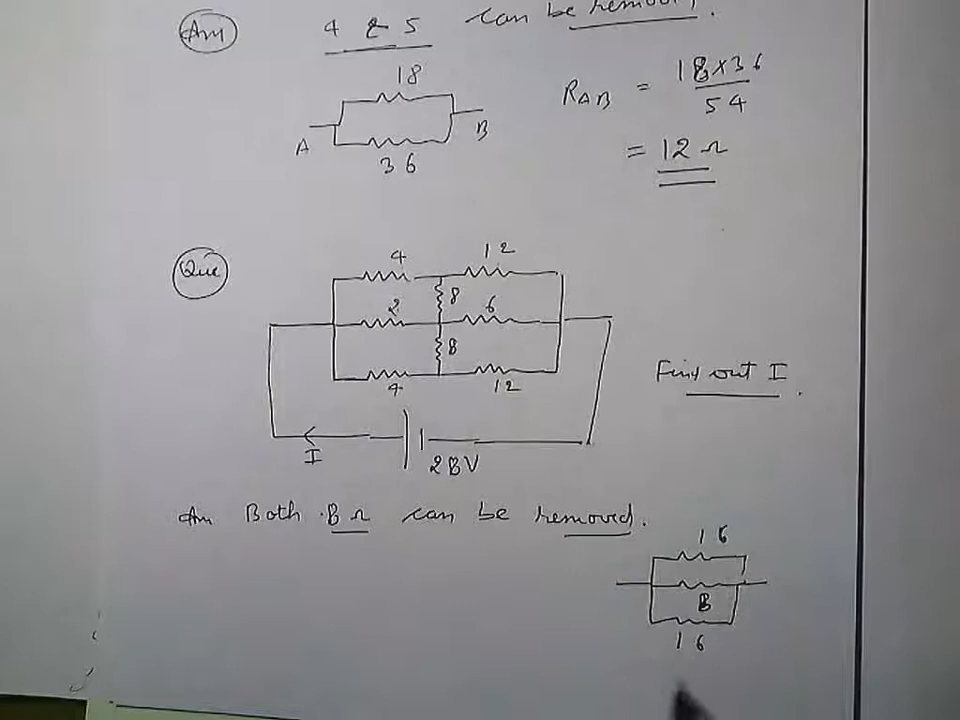 Ans 4 & 5 can be removed.
18
A B
36
R_AB = 18×36
54
= 12 Ω
Que
4 12
8
2 6
8
4 12
Find out I.
I
28V
Ans Both 8 Ω can be removed.
16
8
16